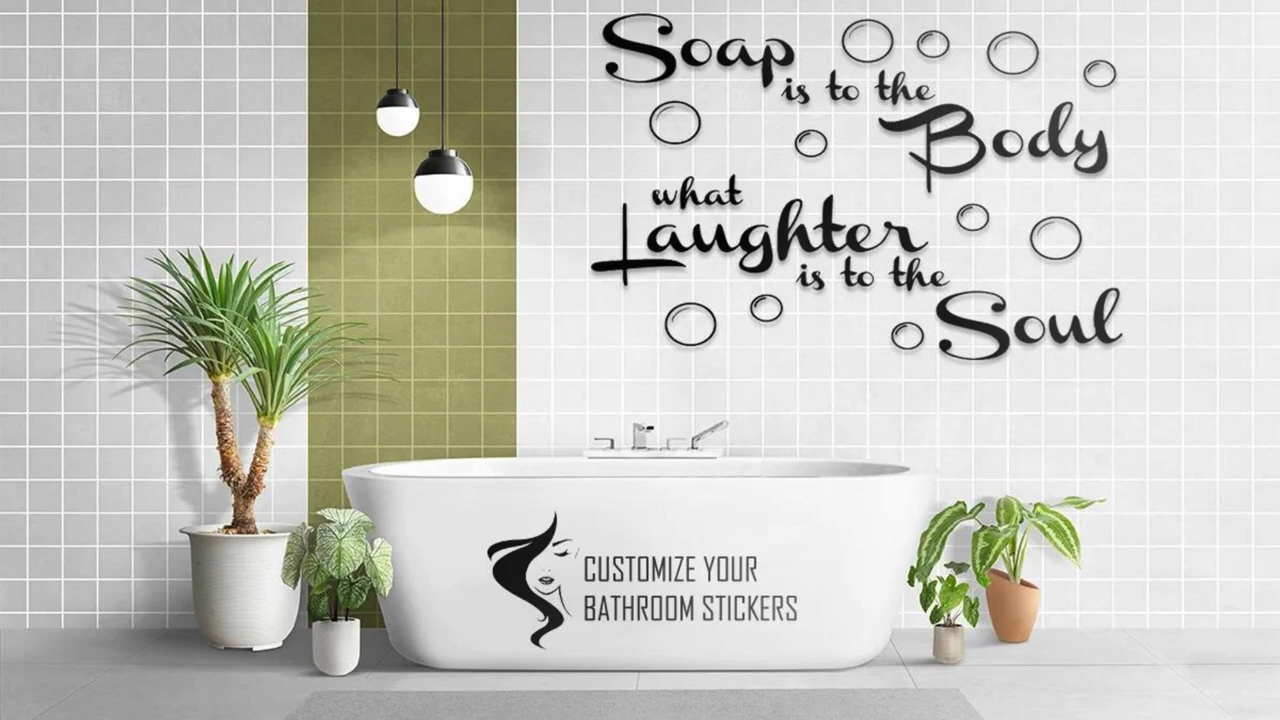 Soap
is to the
Body
what
Laughter
is to the
Soul
CUSTOMIZE YOUR
BATHROOM STICKERS